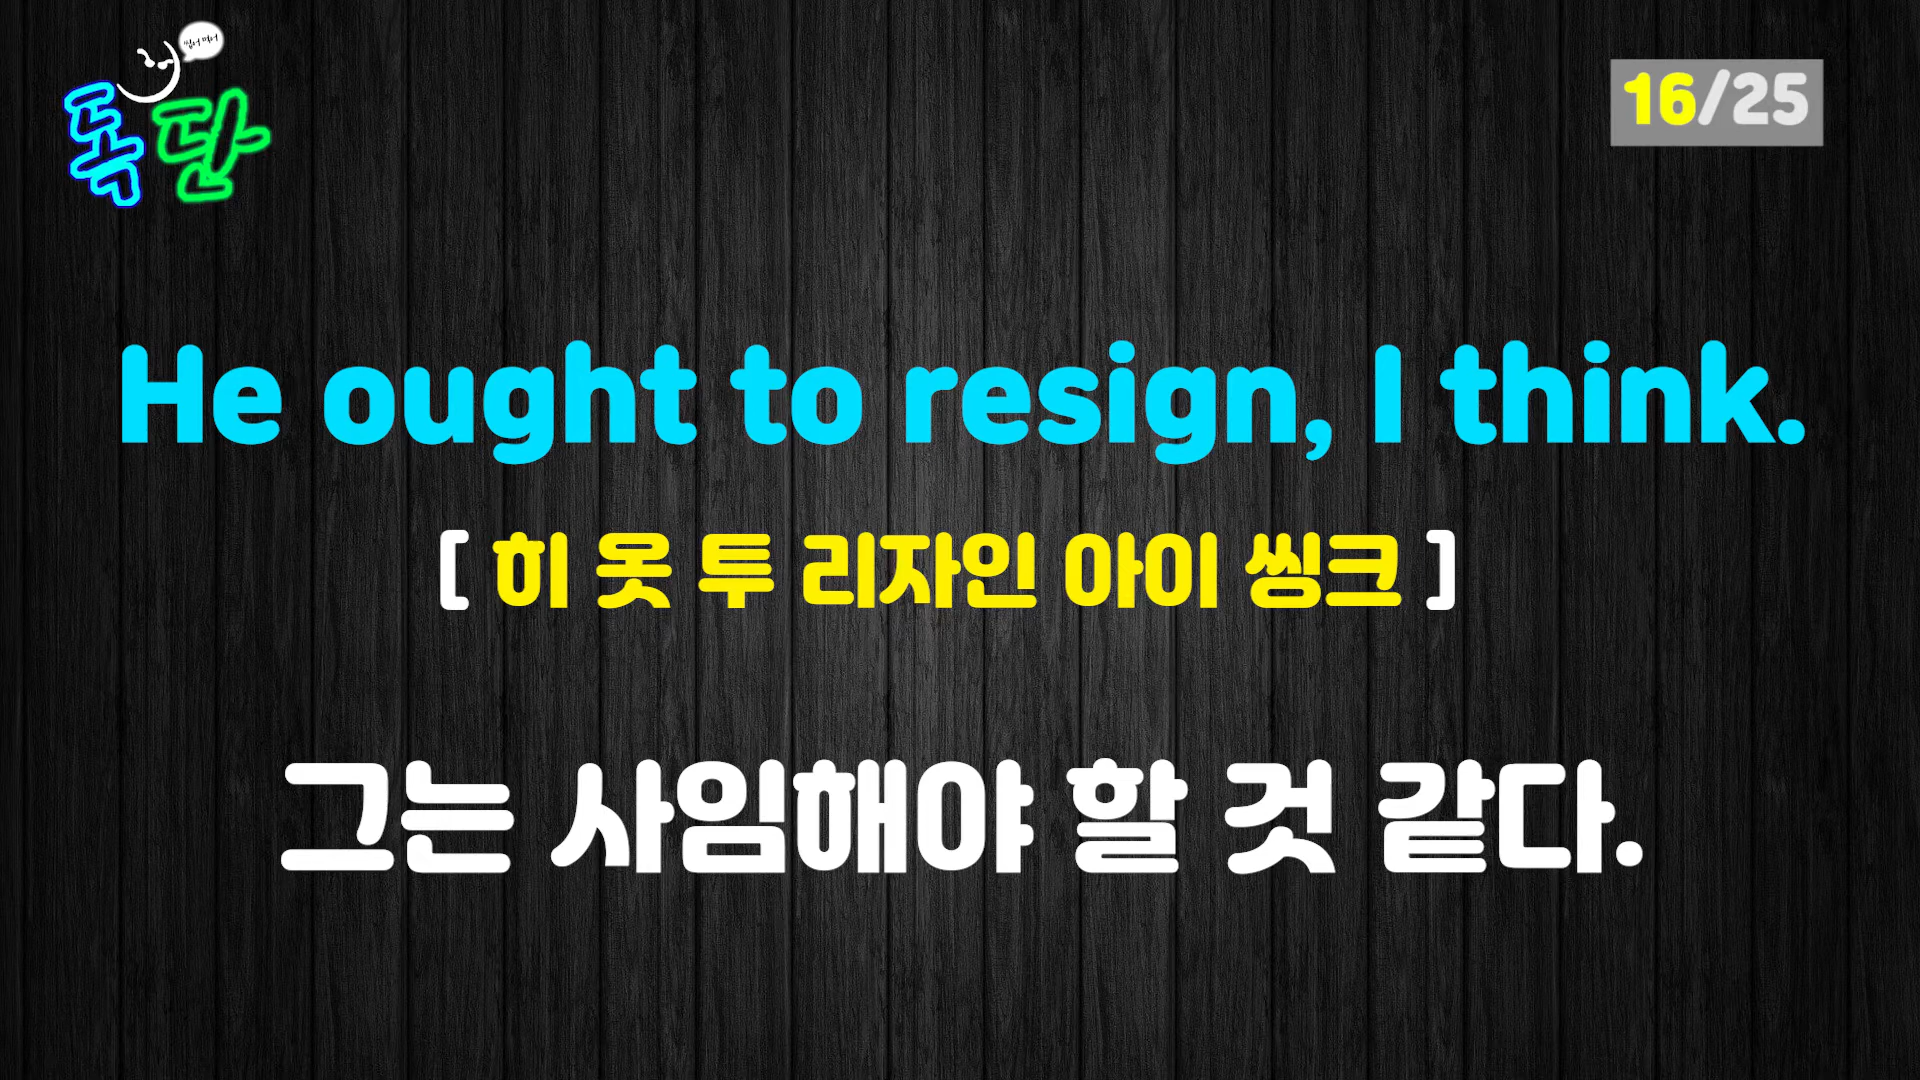 독단
16/25
He ought to resign, I think.
[ 히 옷 투 리자인 아이 씽크 ]
그는 사임해야 할 것 같다.